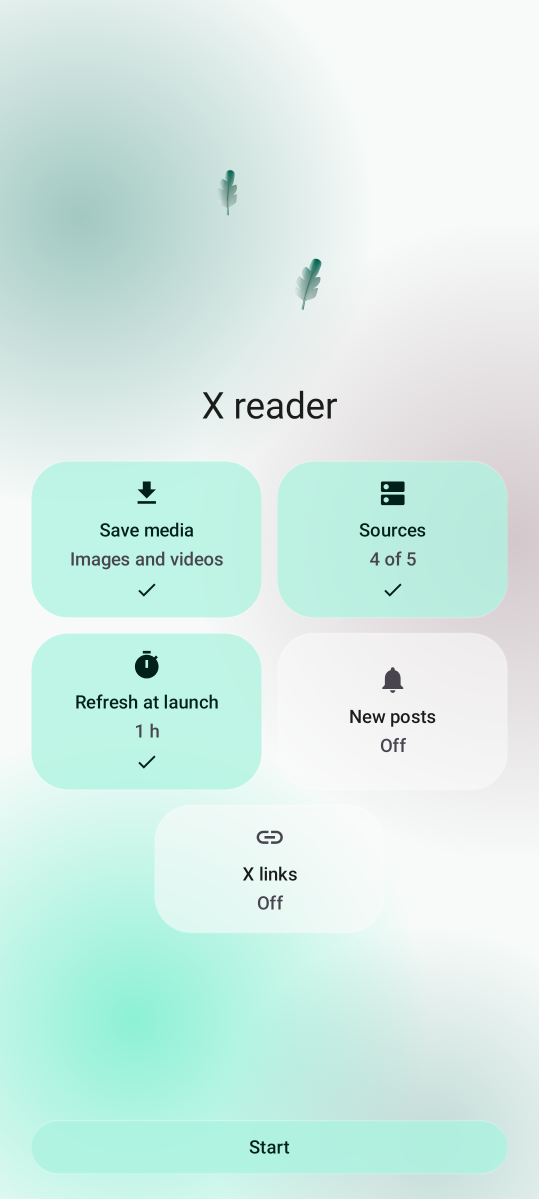 X reader
Save media
Images and videos
Sources
4 of 5
Refresh at launch
1 h
New posts
Off
X links
Off
Start